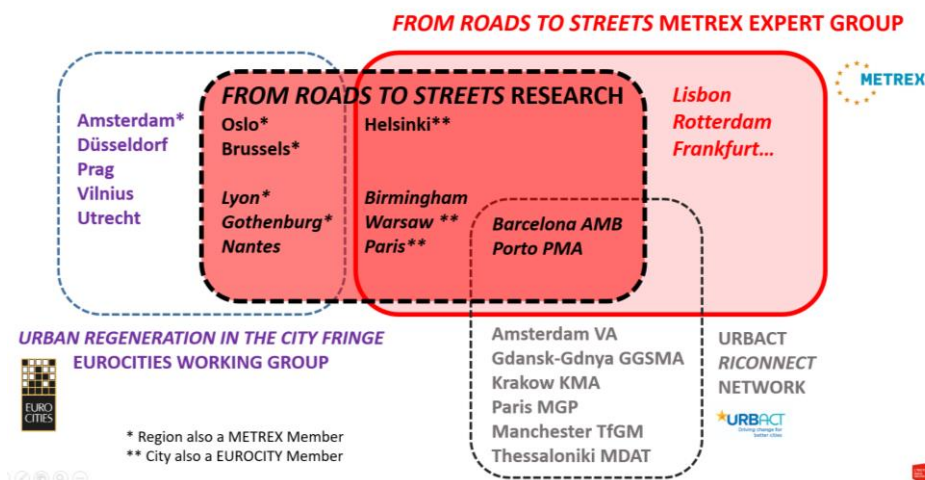 FROM ROADS TO STREETS METREX EXPERT GROUP
METREX
FROM ROADS TO STREETS RESEARCH
Amsterdam*
Düsseldorf
Prag
Vilnius
Utrecht
Oslo*
Brussels*
Lyon*
Gothenburg*
Nantes
Helsinki**
Birmingham
Warsaw **
Paris**
Barcelona AMB
Porto PMA
Lisbon
Rotterdam
Frankfurt...
URBAN REGENERATION IN THE CITY FRINGE
EUROCITIES WORKING GROUP
EURO
CITIES
* Region also a METREX Member
** City also a EUROCITY Member
Amsterdam VA
Gdansk-Gdnya GGSMA
Krakow KMA
Paris MGP
Manchester TfGM
Thessaloniki MDAT
URBACT
RICONNECT
NETWORK
URBACT
Driving change for
better cities